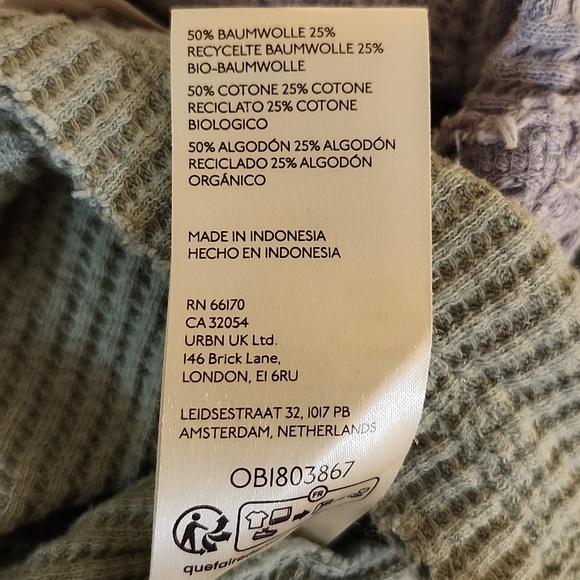 50% BAUMWOLLE 25%
RECYCELTE BAUMWOLLE 25%
BIO-BAUMWOLLE
50% COTONE 25% COTONE
RECICLATO 25% COTONE
BIOLOGICO
50% ALGODÓN 25% ALGODÓN
RECICLADO 25% ALGODÓN
ORGÁNICO
MADE IN INDONESIA
HECHO EN INDONESIA
RN 66170
CA 32054
URBN UK Ltd.
146 Brick Lane,
LONDON, E1 6RU
LEIDSESTRAAT 32, 1017 PB
AMSTERDAM, NETHERLANDS
OB1803867
FR